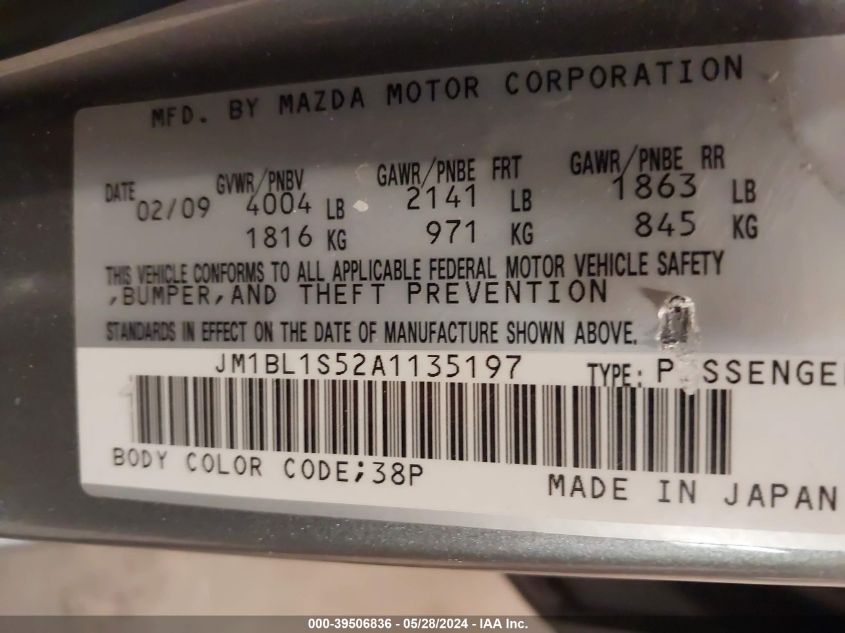 MFD. BY MAZDA MOTOR CORPORATION
DATE GVWR/PNBV GAWR/PNBE FRT GAWR/PNBE RR
02/09 4004 LB 2141 LB 1863 LB
1816 KG 971 KG 845 KG
THIS VEHICLE CONFORMS TO ALL APPLICABLE FEDERAL MOTOR VEHICLE SAFETY
,BUMPER,AND THEFT PREVENTION
STANDARDS IN EFFECT ON THE DATE OF MANUFACTURE SHOWN ABOVE.
JM1BL1S52A1135197 TYPE:
BODY COLOR CODE;38P MADE IN JAPAN
000-39506836 - 05/28/2024 - IAA Inc.